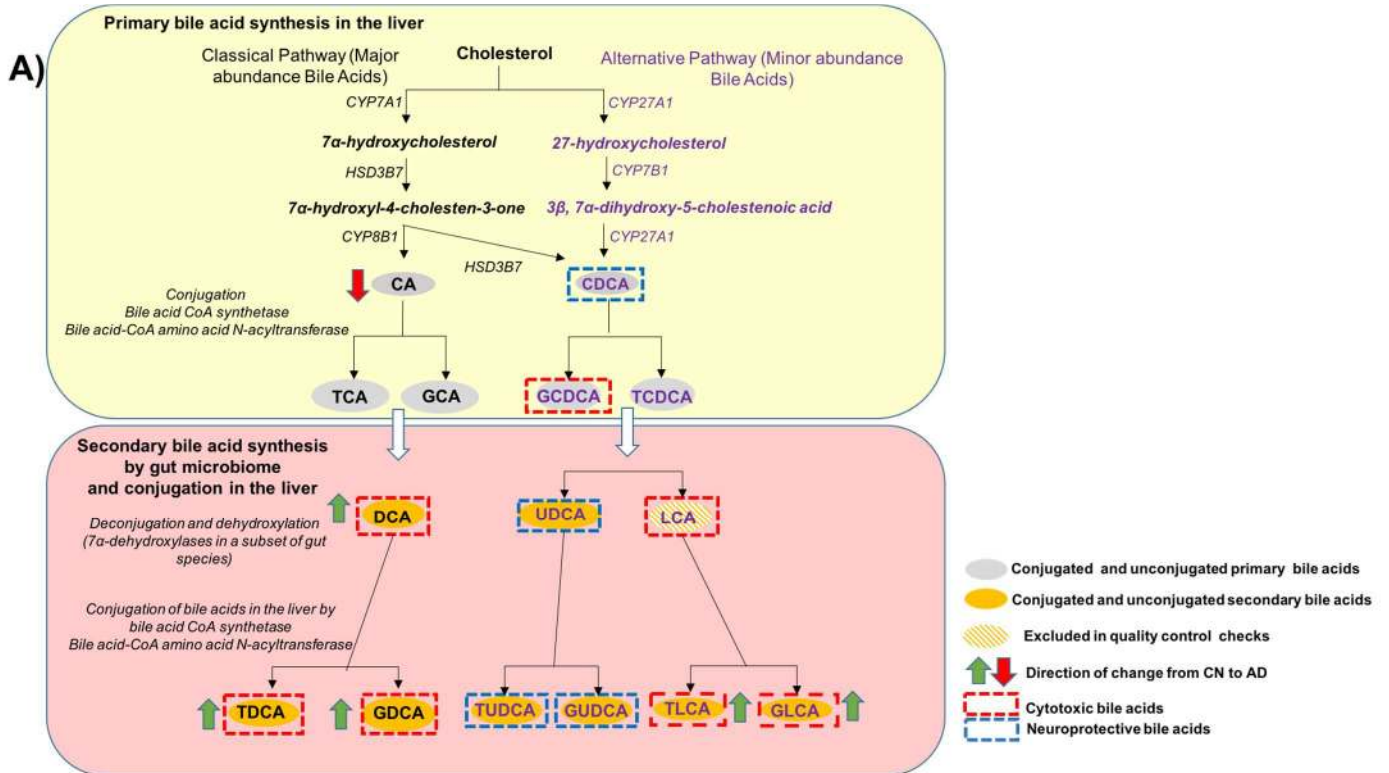 Primary bile acid synthesis in the liver
A)
Classical Pathway (Major
abundance Bile Acids)
Cholesterol
Alternative Pathway (Minor abundance
Bile Acids)
CYP7A1
CYP27A1
7α-hydroxycholesterol
27-hydroxycholesterol
HSD3B7
CYP7B1
7α-hydroxyl-4-cholesten-3-one
3β, 7α-dihydroxy-5-cholestenoic acid
CYP8B1
CYP27A1
HSD3B7
CA
CDCA
Conjugation
Bile acid CoA synthetase
Bile acid-CoA amino acid N-acyltransferase
TCA
GCA
GCDCA
TCDCA
Secondary bile acid synthesis
by gut microbiome
and conjugation in the liver
DCA
UDCA
LCA
Deconjugation and dehydroxylation
(7α-dehydroxylases in a subset of gut
species)
Conjugation of bile acids in the liver by
bile acid CoA synthetase
Bile acid-CoA amino acid N-acyltransferase
TDCA
GDCA
TUDCA
GUDCA
TLCA
GLCA
Conjugated and unconjugated primary bile acids
Conjugated and unconjugated secondary bile acids
Excluded in quality control checks
Direction of change from CN to AD
Cytotoxic bile acids
Neuroprotective bile acids